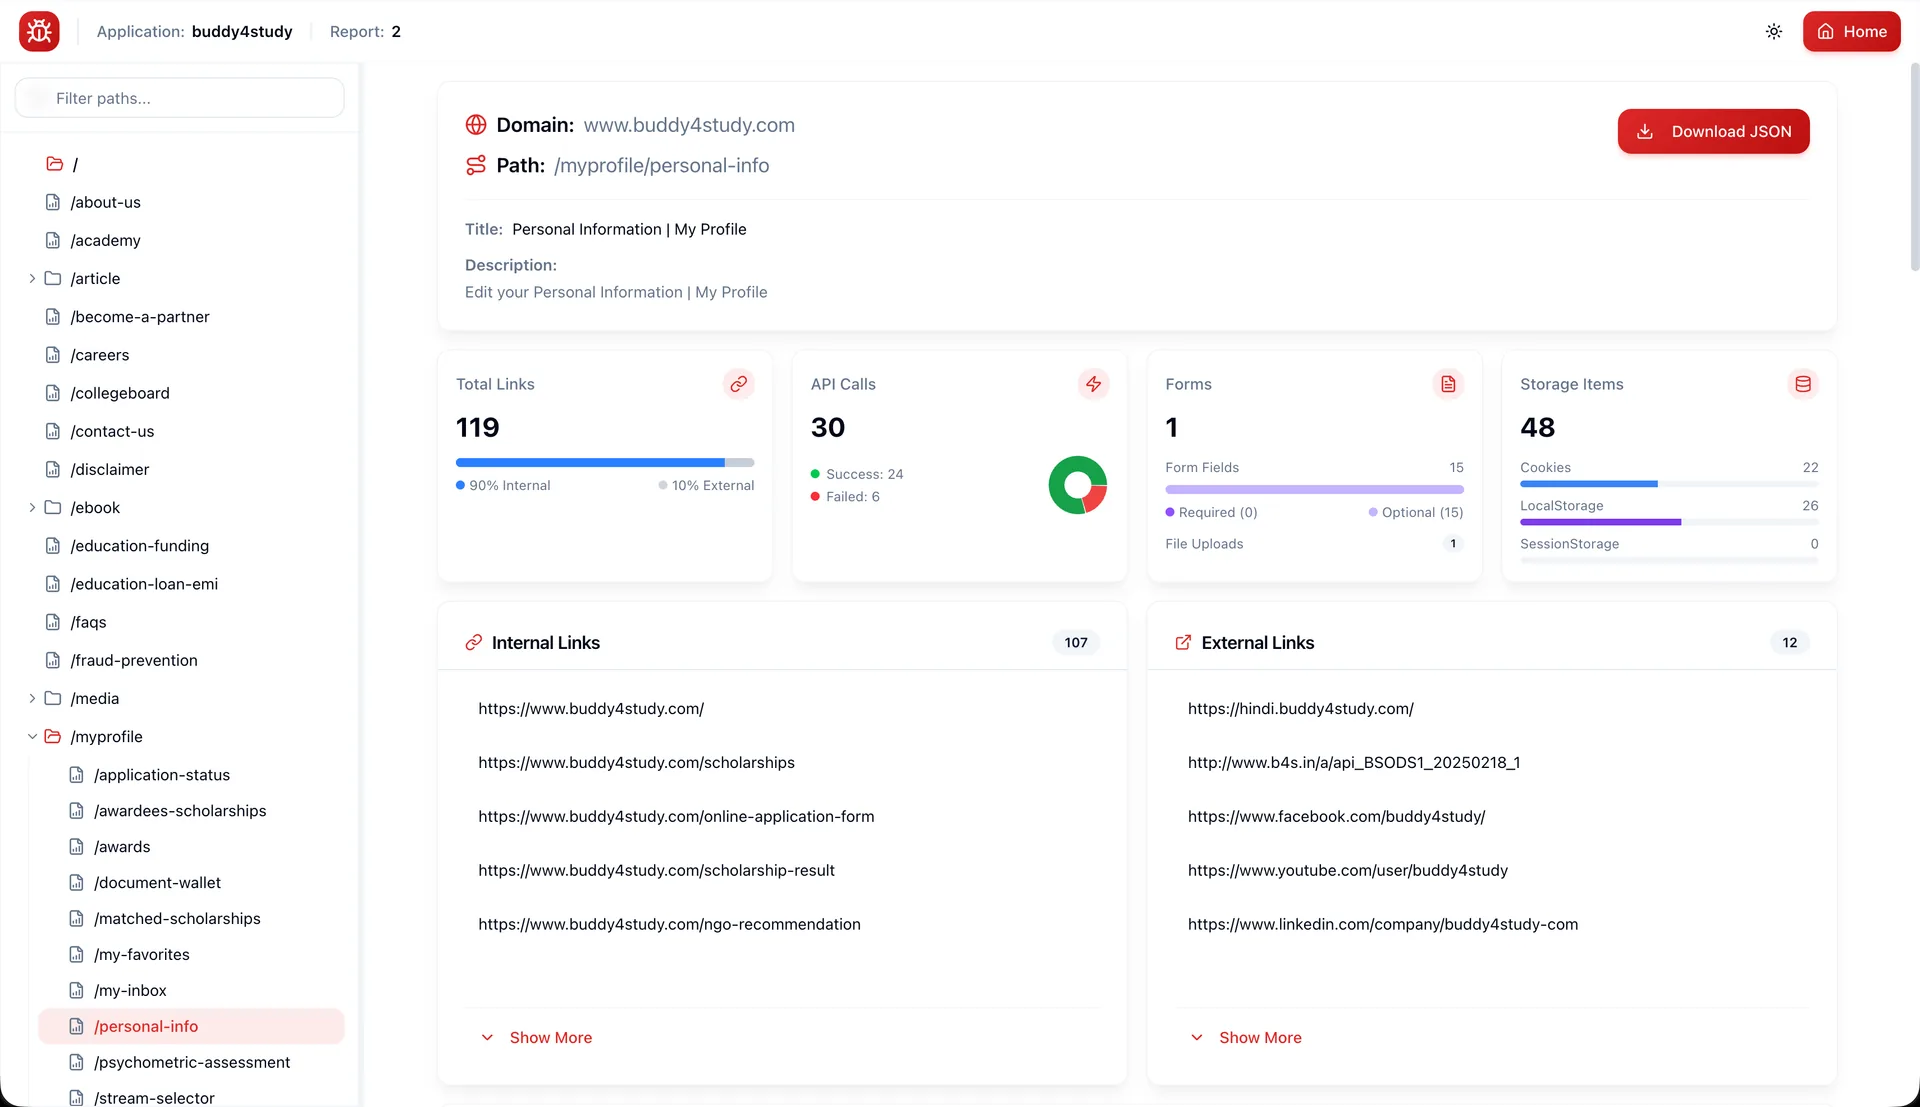 Application: buddy4study Report: 2
Home
Filter paths...
/
/about-us
/academy
/article
/become-a-partner
/careers
/collegeboard
/contact-us
/disclaimer
/ebook
/education-funding
/education-loan-emi
/faqs
/fraud-prevention
/media
/myprofile
/application-status
/awardees-scholarships
/awards
/document-wallet
/matched-scholarships
/my-favorites
/my-inbox
/personal-info
/psychometric-assessment
/stream-selector
Domain: www.buddy4study.com
Path: /myprofile/personal-info
Download JSON
Title: Personal Information | My Profile
Description:
Edit your Personal Information | My Profile
Total Links
119
90% Internal 10% External
API Calls
30
Success: 24
Failed: 6
Forms
1
Form Fields 15
Required (0) Optional (15)
File Uploads 1
Storage Items
48
Cookies 22
LocalStorage 26
SessionStorage 0
Internal Links 107
https://www.buddy4study.com/
https://www.buddy4study.com/scholarships
https://www.buddy4study.com/online-application-form
https://www.buddy4study.com/scholarship-result
https://www.buddy4study.com/ngo-recommendation
Show More
External Links 12
https://hindi.buddy4study.com/
http://www.b4s.in/a/api_BSODS1_20250218_1
https://www.facebook.com/buddy4study/
https://www.youtube.com/user/buddy4study
https://www.linkedin.com/company/buddy4study-com
Show More